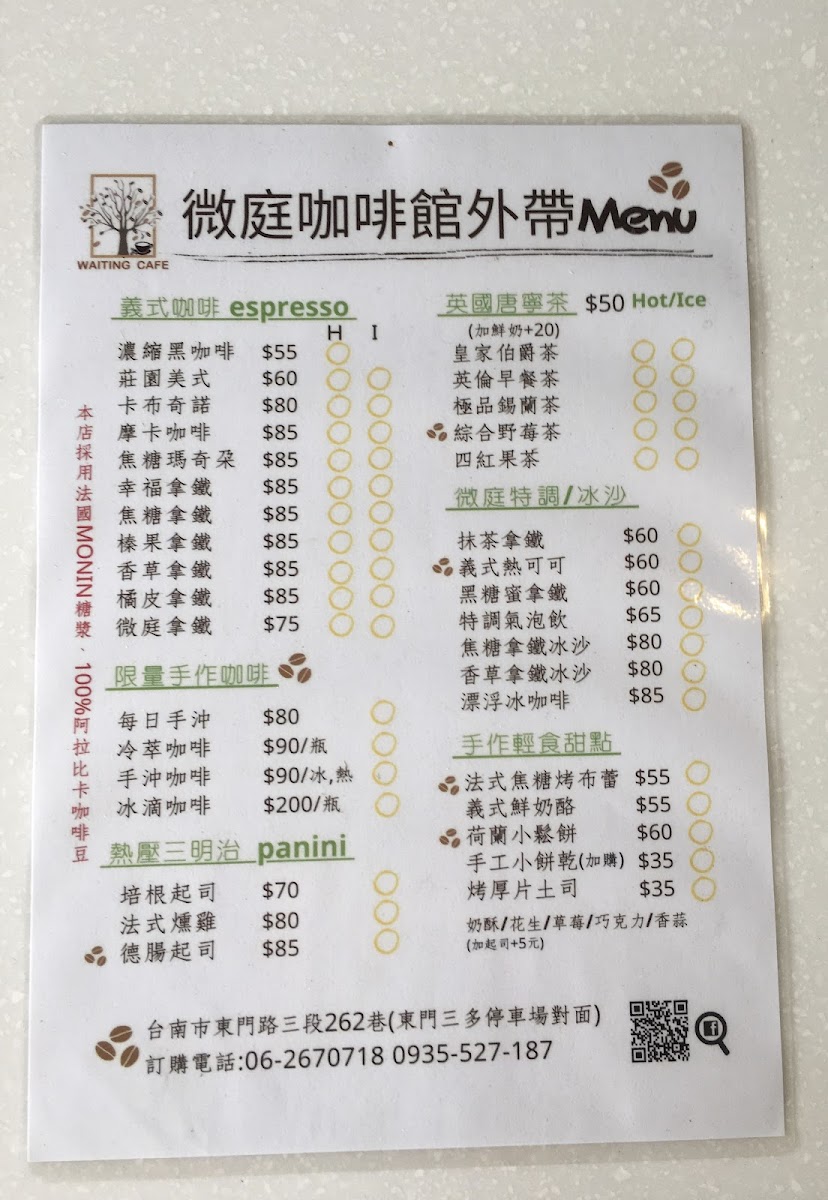 微庭咖啡館外帶Menu
WAITING CAFE
義式咖啡 espresso
H I
濃縮黑咖啡 $55
莊園美式 $60
卡布奇諾 $80
摩卡咖啡 $85
焦糖瑪奇朵 $85
幸福拿鐵 $85
焦糖拿鐵 $85
榛果拿鐵 $85
香草拿鐵 $85
橘皮拿鐵 $85
微庭拿鐵 $75
限量手作咖啡
每日手沖 $80
冷萃咖啡 $90/瓶
手沖咖啡 $90/冰,熱
冰滴咖啡 $200/瓶
熱壓三明治 panini
培根起司 $70
法式燻雞 $80
德腸起司 $85
本店採用法國MONIN糖漿、100%阿拉比卡咖啡豆
英國唐寧茶 $50 Hot/Ice
(加鮮奶+20)
皇家伯爵茶
英倫早餐茶
極品錫蘭茶
綜合野莓茶
四紅果茶
微庭特調/冰沙
抹茶拿鐵 $60
義式熱可可 $60
黑糖蜜拿鐵 $60
特調氣泡飲 $65
焦糖拿鐵冰沙 $80
香草拿鐵冰沙 $80
漂浮冰咖啡 $85
手作輕食甜點
法式焦糖烤布蕾 $55
義式鮮奶酪 $55
荷蘭小鬆餅 $60
手工小餅乾(加購) $35
烤厚片土司 $35
奶酥/花生/草莓/巧克力/香蒜
(加起司+5元)
台南市東門路三段262巷(東門三多停車場對面)
訂購電話:06-2670718 0935-527-187
f